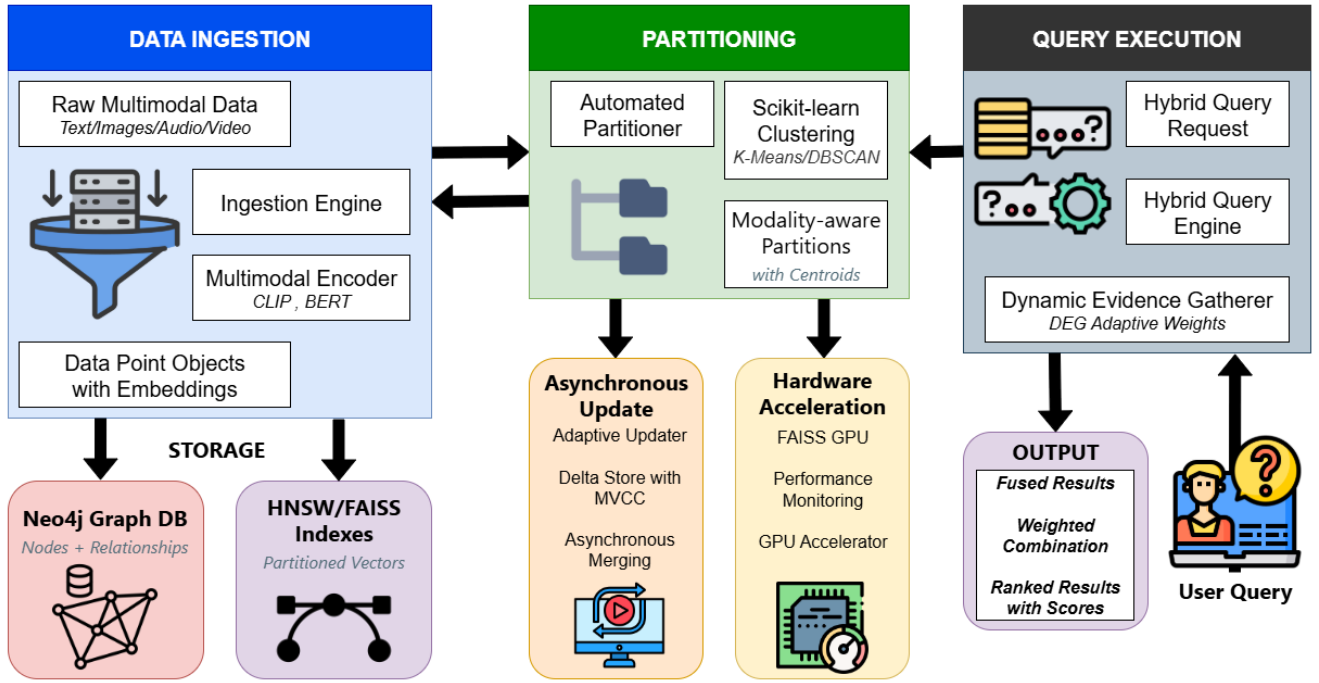 DATA INGESTION
Raw Multimodal Data
Text/Images/Audio/Video
Ingestion Engine
Multimodal Encoder
CLIP , BERT
Data Point Objects
with Embeddings
STORAGE
Neo4j Graph DB
Nodes + Relationships
HNSW/FAISS
Indexes
Partitioned Vectors
PARTITIONING
Automated
Partitioner
Scikit-learn
Clustering
K-Means/DBSCAN
Modality-aware
Partitions
with Centroids
Asynchronous
Update
Adaptive Updater
Delta Store with
MVCC
Asynchronous
Merging
Hardware
Acceleration
FAISS GPU
Performance
Monitoring
GPU Accelerator
QUERY EXECUTION
...?
Hybrid Query
Request
?...
Hybrid Query
Engine
Dynamic Evidence Gatherer
DEG Adaptive Weights
OUTPUT
Fused Results
Weighted
Combination
Ranked Results
with Scores
?
User Query